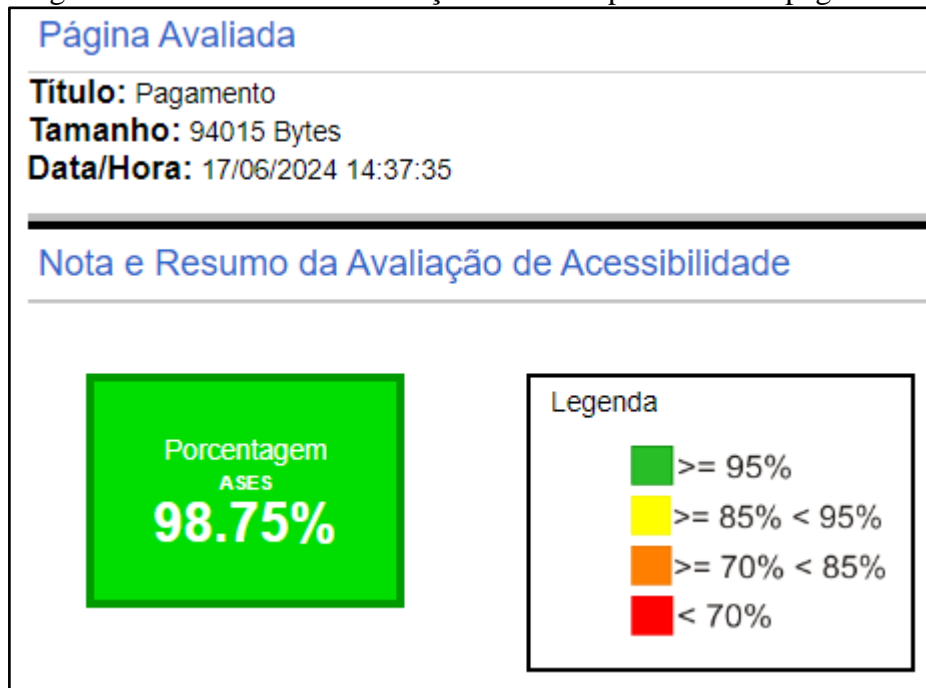 Página Avaliada
Título: Pagamento
Tamanho: 94015 Bytes
Data/Hora: 17/06/2024 14:37:35
Nota e Resumo da Avaliação de Acessibilidade
Porcentagem
ASES
98.75%
Legenda
>= 95%
>= 85% < 95%
>= 70% < 85%
< 70%